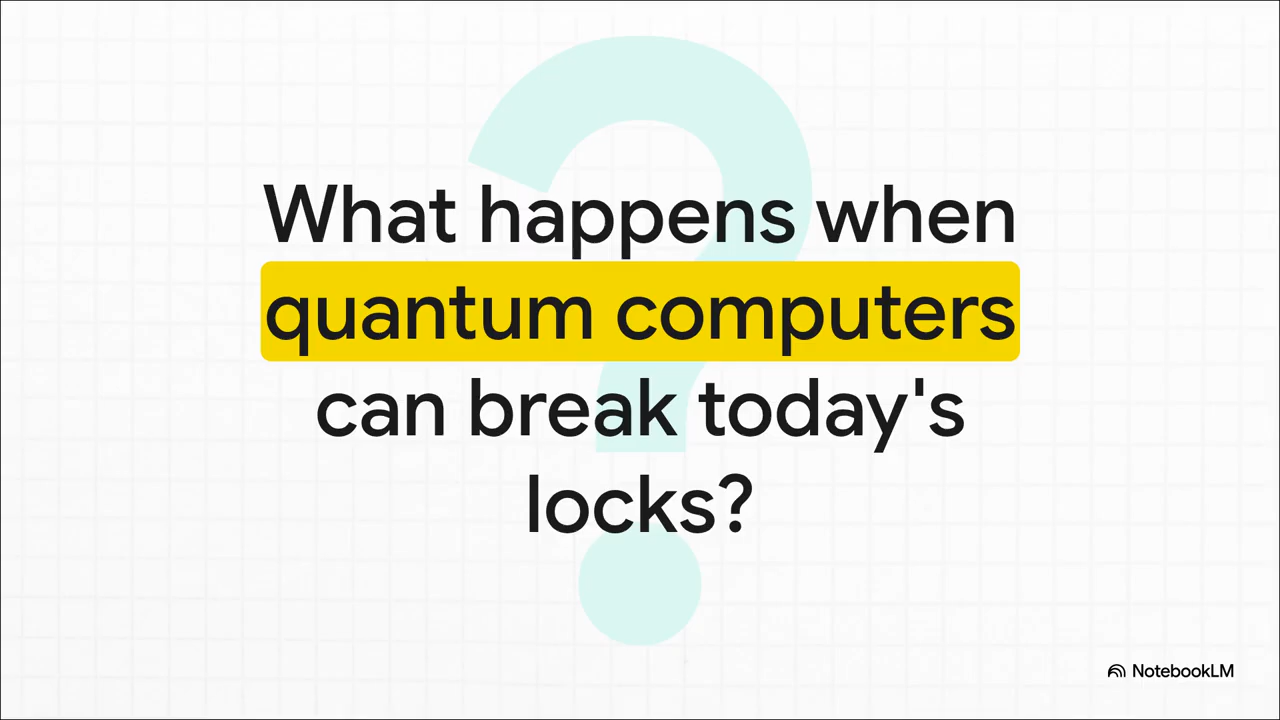 What happens when
quantum computers
can break today's
locks?
NotebookLM